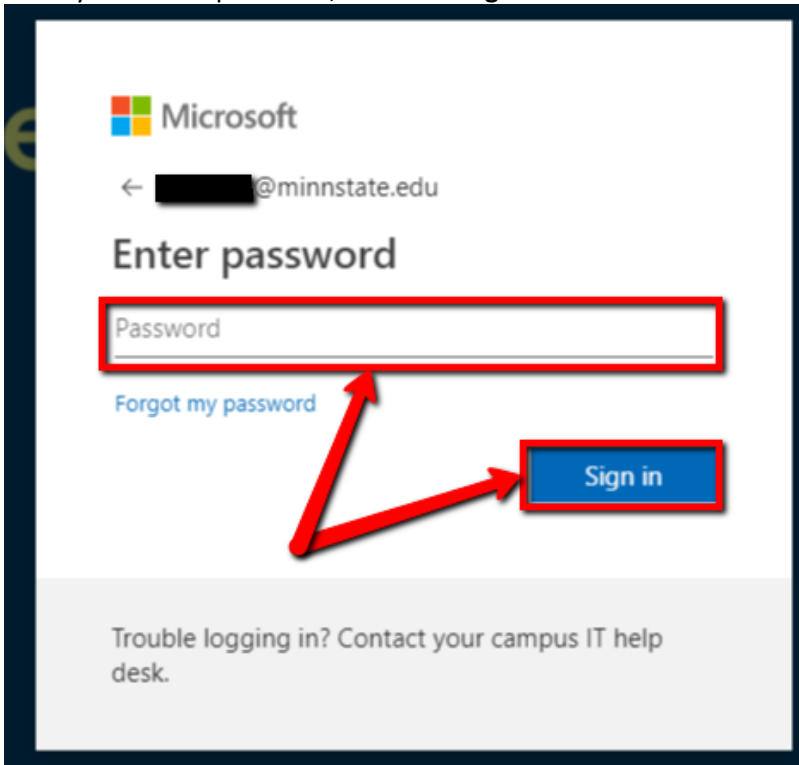 Microsoft
← @minnstate.edu
Enter password
Password
Forgot my password
Sign in
Trouble logging in? Contact your campus IT help
desk.